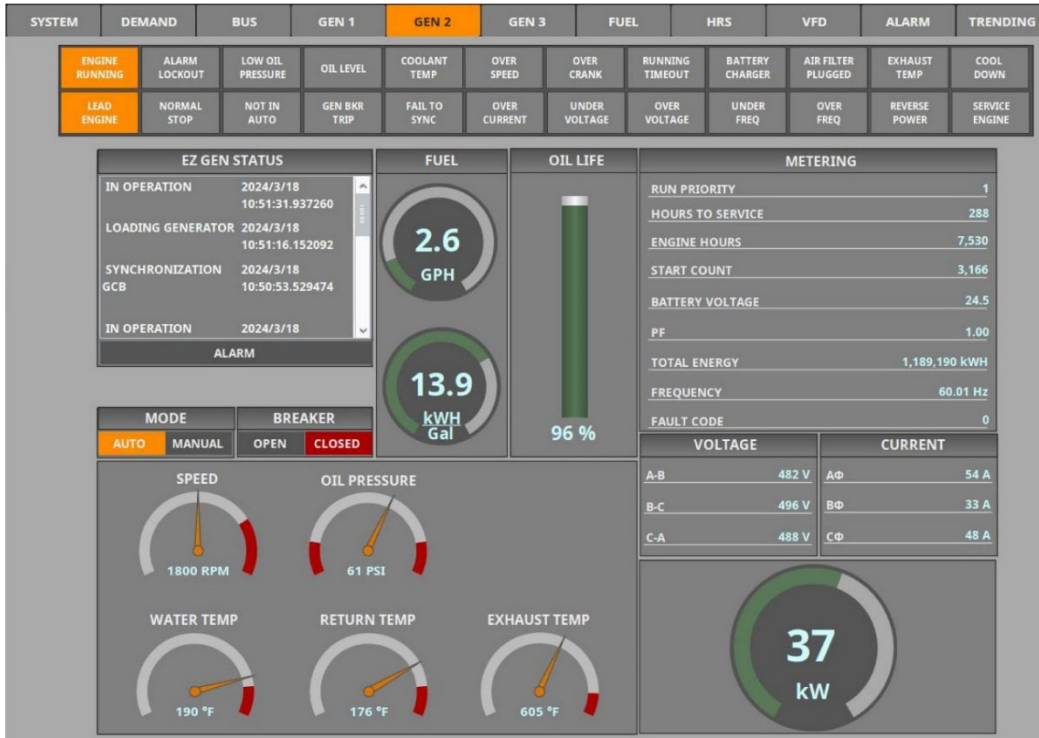 SYSTEM DEMAND BUS GEN 1 GEN 2 GEN 3 FUEL HRS VFD ALARM TRENDING
ENGINE RUNNING
ALARM LOCKOUT
LOW OIL PRESSURE
OIL LEVEL
COOLANT TEMP
OVER SPEED
OVER CRANK
RUNNING TIMEOUT
BATTERY CHARGER
AIR FILTER PLUGGED
EXHAUST TEMP
COOL DOWN
LEAD ENGINE
NORMAL STOP
NOT IN AUTO
GEN BKR TRIP
FAIL TO SYNC
OVER CURRENT
UNDER VOLTAGE
OVER VOLTAGE
UNDER FREQ
OVER FREQ
REVERSE POWER
SERVICE ENGINE
EZ GEN STATUS
IN OPERATION 2024/3/18
10:51:31.937260
LOADING GENERATOR 2024/3/18
10:51:16.152092
SYNCHRONIZATION 2024/3/18
GCB 10:50:53.529474
IN OPERATION 2024/3/18
ALARM
MODE
AUTO MANUAL
BREAKER
OPEN CLOSED
FUEL
2.6
GPH
13.9
kWH
Gal
OIL LIFE
96 %
METERING
RUN PRIORITY 1
HOURS TO SERVICE 288
ENGINE HOURS 7,530
START COUNT 3,166
BATTERY VOLTAGE 24.5
PF 1.00
TOTAL ENERGY 1,189,190 kWH
FREQUENCY 60.01 Hz
FAULT CODE 0
VOLTAGE
A-B 482 V
B-C 496 V
C-A 488 V
CURRENT
AΦ 54 A
BΦ 33 A
CΦ 48 A
SPEED
1800 RPM
OIL PRESSURE
61 PSI
WATER TEMP
190 °F
RETURN TEMP
176 °F
EXHAUST TEMP
605 °F
37
kW